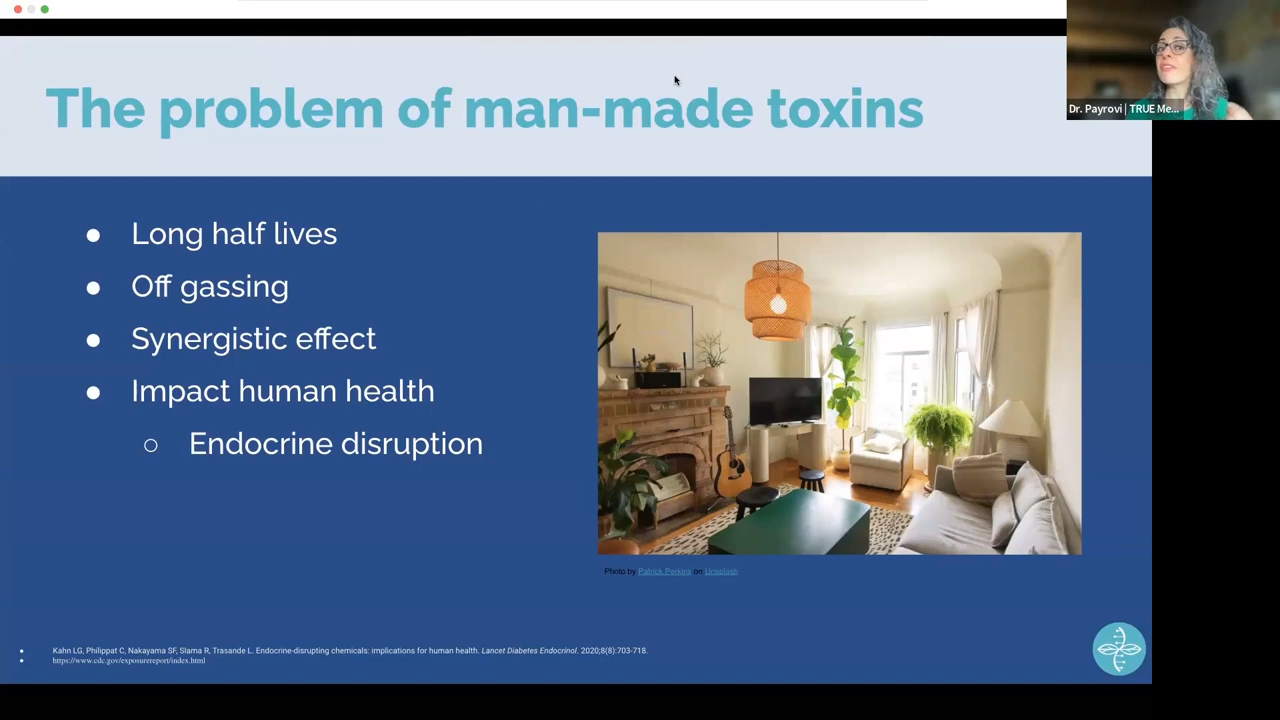 The problem of man-made toxins
Dr. Payrovi | TRUE Me...
● Long half lives
● Off gassing
● Synergistic effect
● Impact human health
○ Endocrine disruption
Photo by Patrick Perkins on Unsplash
● Kahn LG, Philippat C, Nakayama SF, Slama R, Trasande L. Endocrine-disrupting chemicals: implications for human health. Lancet Diabetes Endocrinol. 2020;8(8):703-718.
● https://www.cdc.gov/exposurereport/index.html